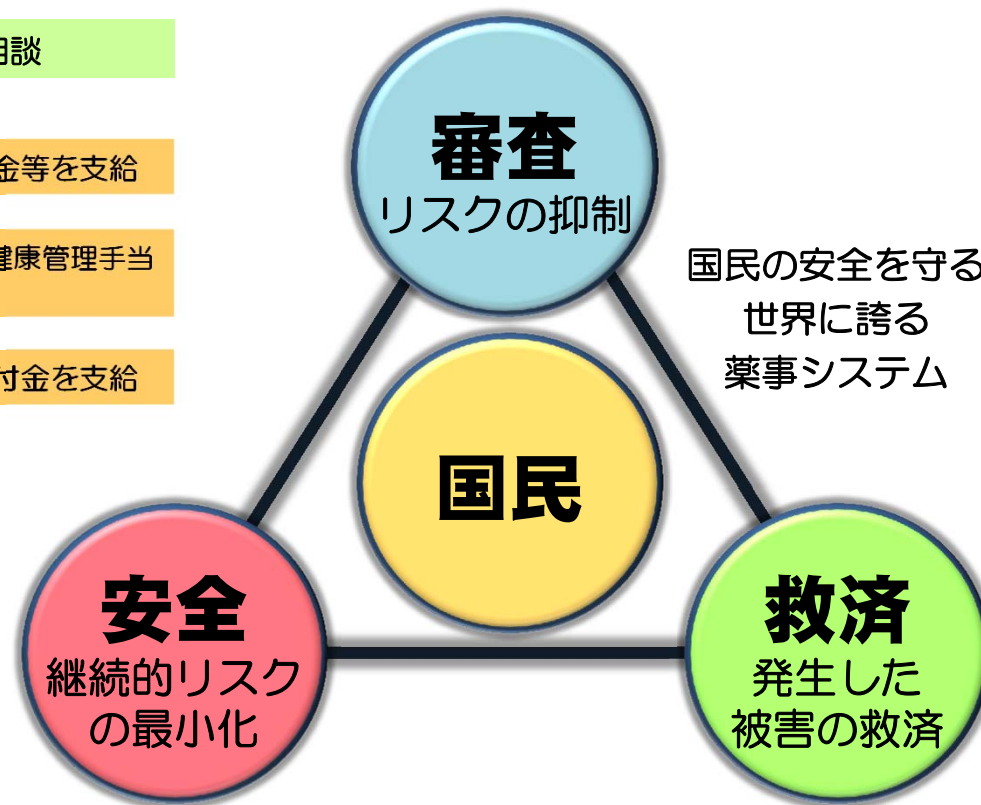 相談
金等を支給
健康管理手当
付金を支給
審査
リスクの抑制
国民の安全を守る
世界に誇る
薬事システム
国民
安全
継続的リスク
の最小化
救済
発生した
被害の救済